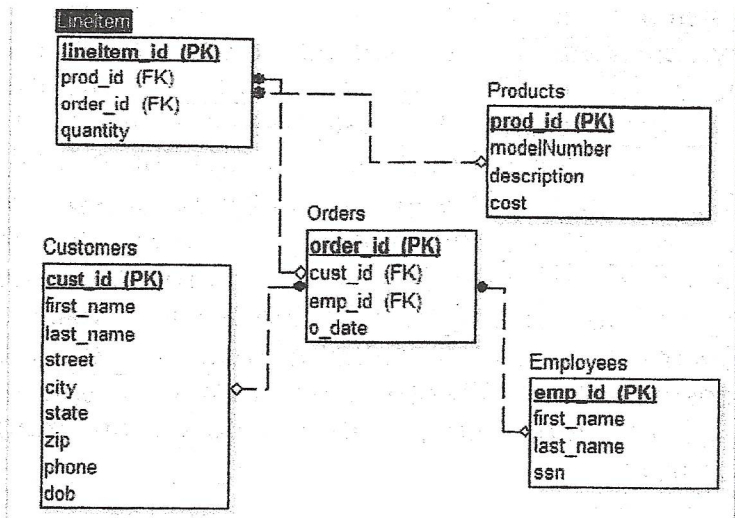 LineItem
lineItem_id (PK)
prod_id (FK)
order_id (FK)
quantity
Products
prod_id (PK)
modelNumber
description
cost
Orders
order_id (PK)
cust_id (FK)
emp_id (FK)
o_date
Customers
cust_id (PK)
first_name
last_name
street
city
state
zip
phone
dob
Employees
emp_id (PK)
first_name
last_name
ssn